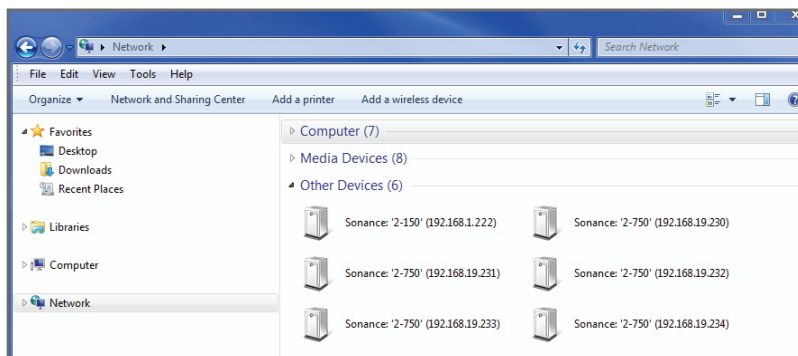 Network
Search Network
File Edit View Tools Help
Organize Network and Sharing Center Add a printer Add a wireless device
Favorites
Desktop
Downloads
Recent Places
Libraries
Computer
Network
Computer (7)
Media Devices (8)
Other Devices (6)
Sonance: '2-150' (192.168.1.222) Sonance: '2-750' (192.168.19.230)
Sonance: '2-750' (192.168.19.231) Sonance: '2-750' (192.168.19.232)
Sonance: '2-750' (192.168.19.233) Sonance: '2-750' (192.168.19.234)